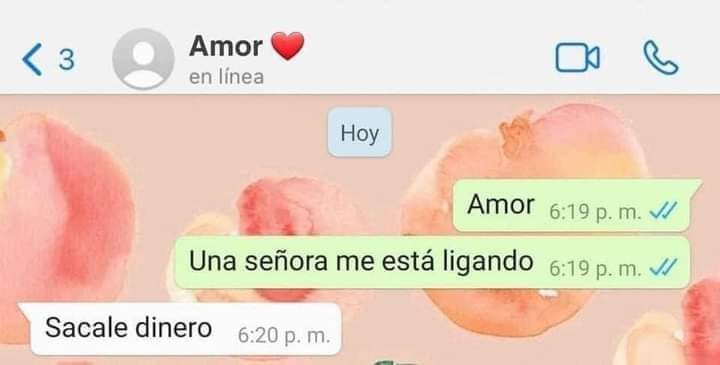 3
Amor ❤️
en línea
Hoy
Amor 6:19 p. m.
Una señora me está ligando 6:19 p. m.
Sacale dinero 6:20 p. m.